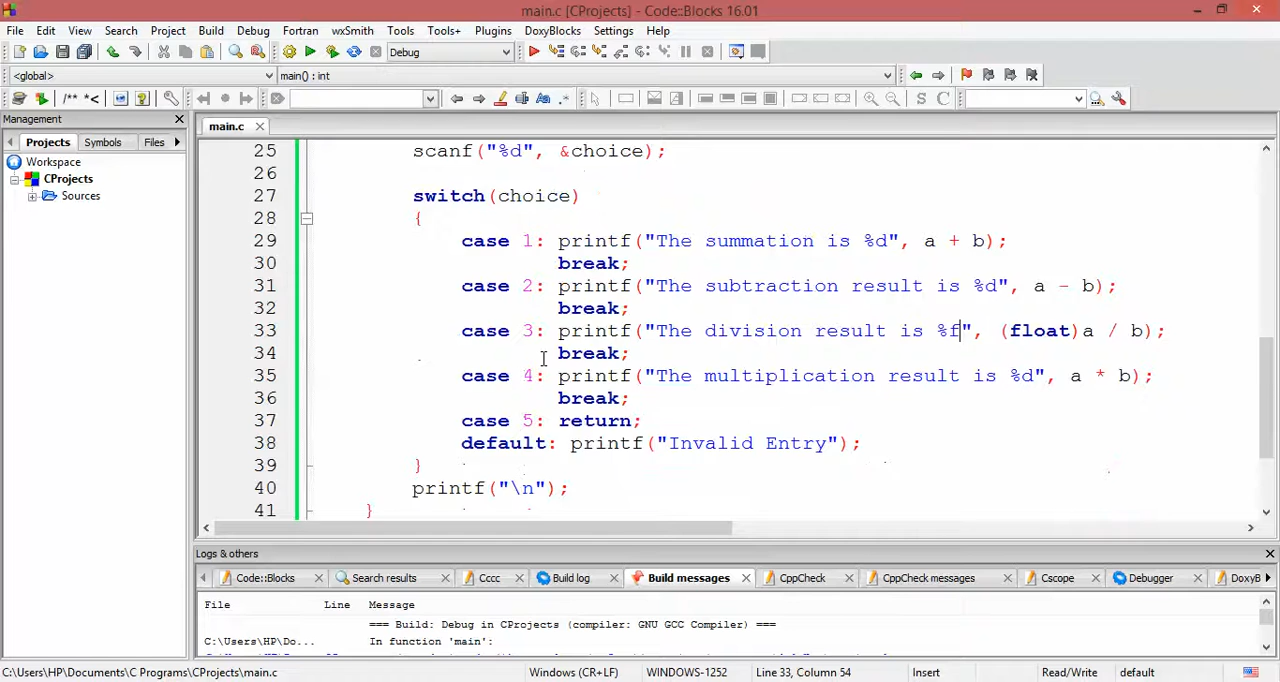 main.c [CProjects] - Code::Blocks 16.01
File Edit View Search Project Build Debug Fortran wxSmith Tools Tools+ Plugins DoxyBlocks Settings Help
Debug
<global> main() : int
/** *< S C
Management
Projects Symbols Files
main.c
Workspace
CProjects
Sources
25 scanf("%d", &choice);
26
27 switch(choice)
28 {
29 case 1: printf("The summation is %d", a + b);
30 break;
31 case 2: printf("The subtraction result is %d", a - b);
32 break;
33 case 3: printf("The division result is %f", (float)a / b);
34 break;
35 case 4: printf("The multiplication result is %d", a * b);
36 break;
37 case 5: return;
38 default: printf("Invalid Entry");
39 }
40 printf("\n");
41 }
Logs & others
Code::Blocks Search results Cccc Build log Build messages CppCheck CppCheck messages Cscope Debugger DoxyB
File Line Message
=== Build: Debug in CProjects (compiler: GNU GCC Compiler) ===
C:\Users\HP\Do... In function 'main':
C:\Users\HP\Documents\C Programs\CProjects\main.c Windows (CR+LF) WINDOWS-1252 Line 33, Column 54 Insert Read/Write default